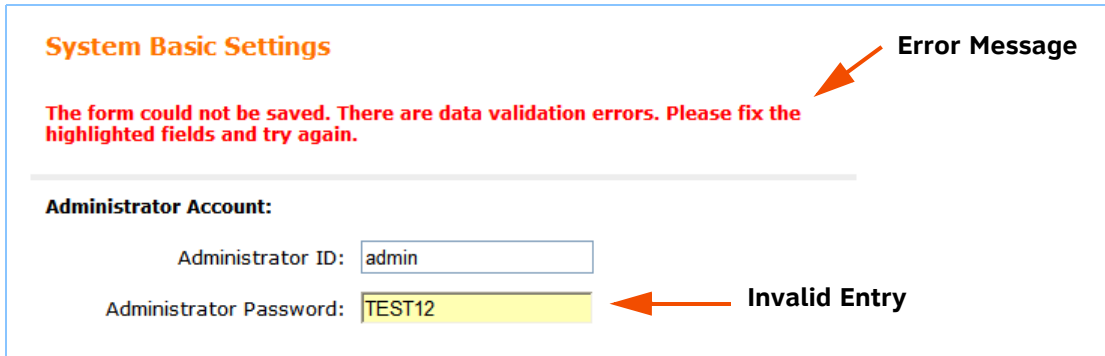 System Basic Settings
Error Message
The form could not be saved. There are data validation errors. Please fix the
highlighted fields and try again.
Administrator Account:
Administrator ID: admin
Administrator Password: TEST12
Invalid Entry